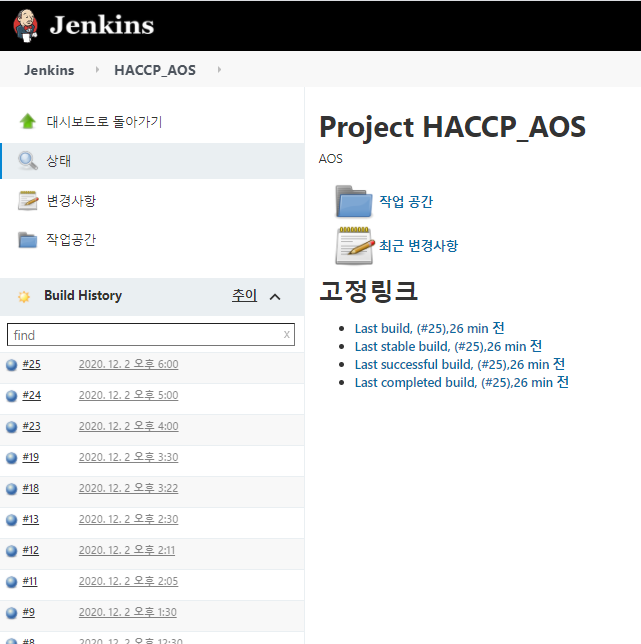 Jenkins
Jenkins HACCP_AOS
대시보드로 돌아가기
상태
변경사항
작업공간
Build History 추이
find x
#25 2020. 12. 2 오후 6:00
#24 2020. 12. 2 오후 5:00
#23 2020. 12. 2 오후 4:00
#19 2020. 12. 2 오후 3:30
#18 2020. 12. 2 오후 3:22
#13 2020. 12. 2 오후 2:30
#12 2020. 12. 2 오후 2:11
#11 2020. 12. 2 오후 2:05
#9 2020. 12. 2 오후 1:30
#8 2020. 12. 2 오후 12:30
Project HACCP_AOS
AOS
작업 공간
최근 변경사항
고정링크
Last build, (#25),26 min 전
Last stable build, (#25),26 min 전
Last successful build, (#25),26 min 전
Last completed build, (#25),26 min 전